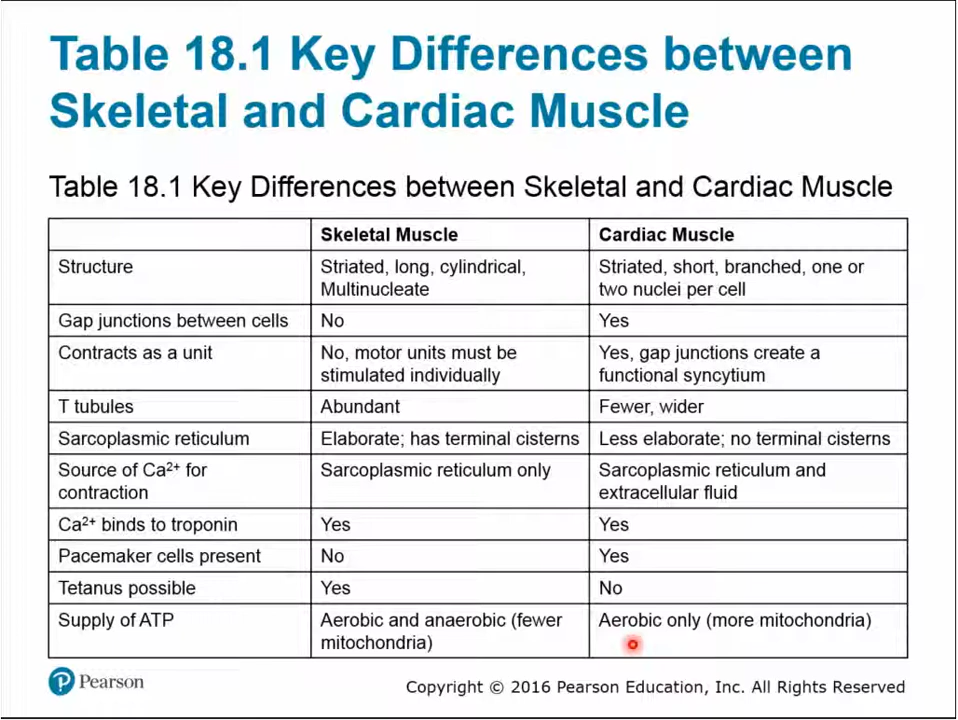 Table 18.1 Key Differences between
Skeletal and Cardiac Muscle
Table 18.1 Key Differences between Skeletal and Cardiac Muscle
Skeletal Muscle Cardiac Muscle
Structure Striated, long, cylindrical, Striated, short, branched, one or
Multinucleate two nuclei per cell
Gap junctions between cells No Yes
Contracts as a unit No, motor units must be Yes, gap junctions create a
stimulated individually functional syncytium
T tubules Abundant Fewer, wider
Sarcoplasmic reticulum Elaborate; has terminal cisterns Less elaborate; no terminal cisterns
Source of Ca²⁺ for Sarcoplasmic reticulum only Sarcoplasmic reticulum and
contraction extracellular fluid
Ca²⁺ binds to troponin Yes Yes
Pacemaker cells present No Yes
Tetanus possible Yes No
Supply of ATP Aerobic and anaerobic (fewer Aerobic only (more mitochondria)
mitochondria)
Pearson Copyright © 2016 Pearson Education, Inc. All Rights Reserved